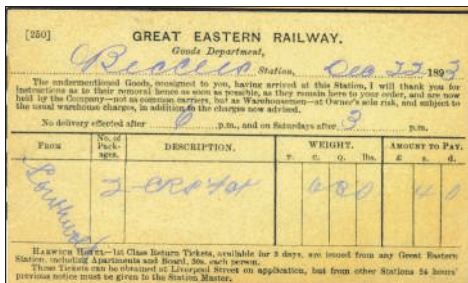 [250] GREAT EASTERN RAILWAY.
Goods Department,
Beccles Station, Dec 22 1893
The undermentioned Goods, consigned to you, having arrived at this Station, I will thank you for
instructions as to their removal hence as soon as possible, as they remain here to your order, and are now
held by the Company—not as common carriers, but as Warehousemen—at Owner's sole risk, and subject to
the usual warehouse charges, in addition to the charges now advised.
No delivery effected after 6 p.m., and on Saturdays after 3 p.m.
FROM No. of Pack-ages. DESCRIPTION. WEIGHT. AMOUNT TO PAY.
T. C. Q. lbs. £ s. d.
2 4 0
HARWICH HOTEL—1st Class Return Tickets, available for 3 days, are issued from any Great Eastern
Station, including Apartments and Board, 30s. each person.
These Tickets can be obtained at Liverpool Street on application, but from other Stations 24 hours'
previous notice must be given to the Station Master.